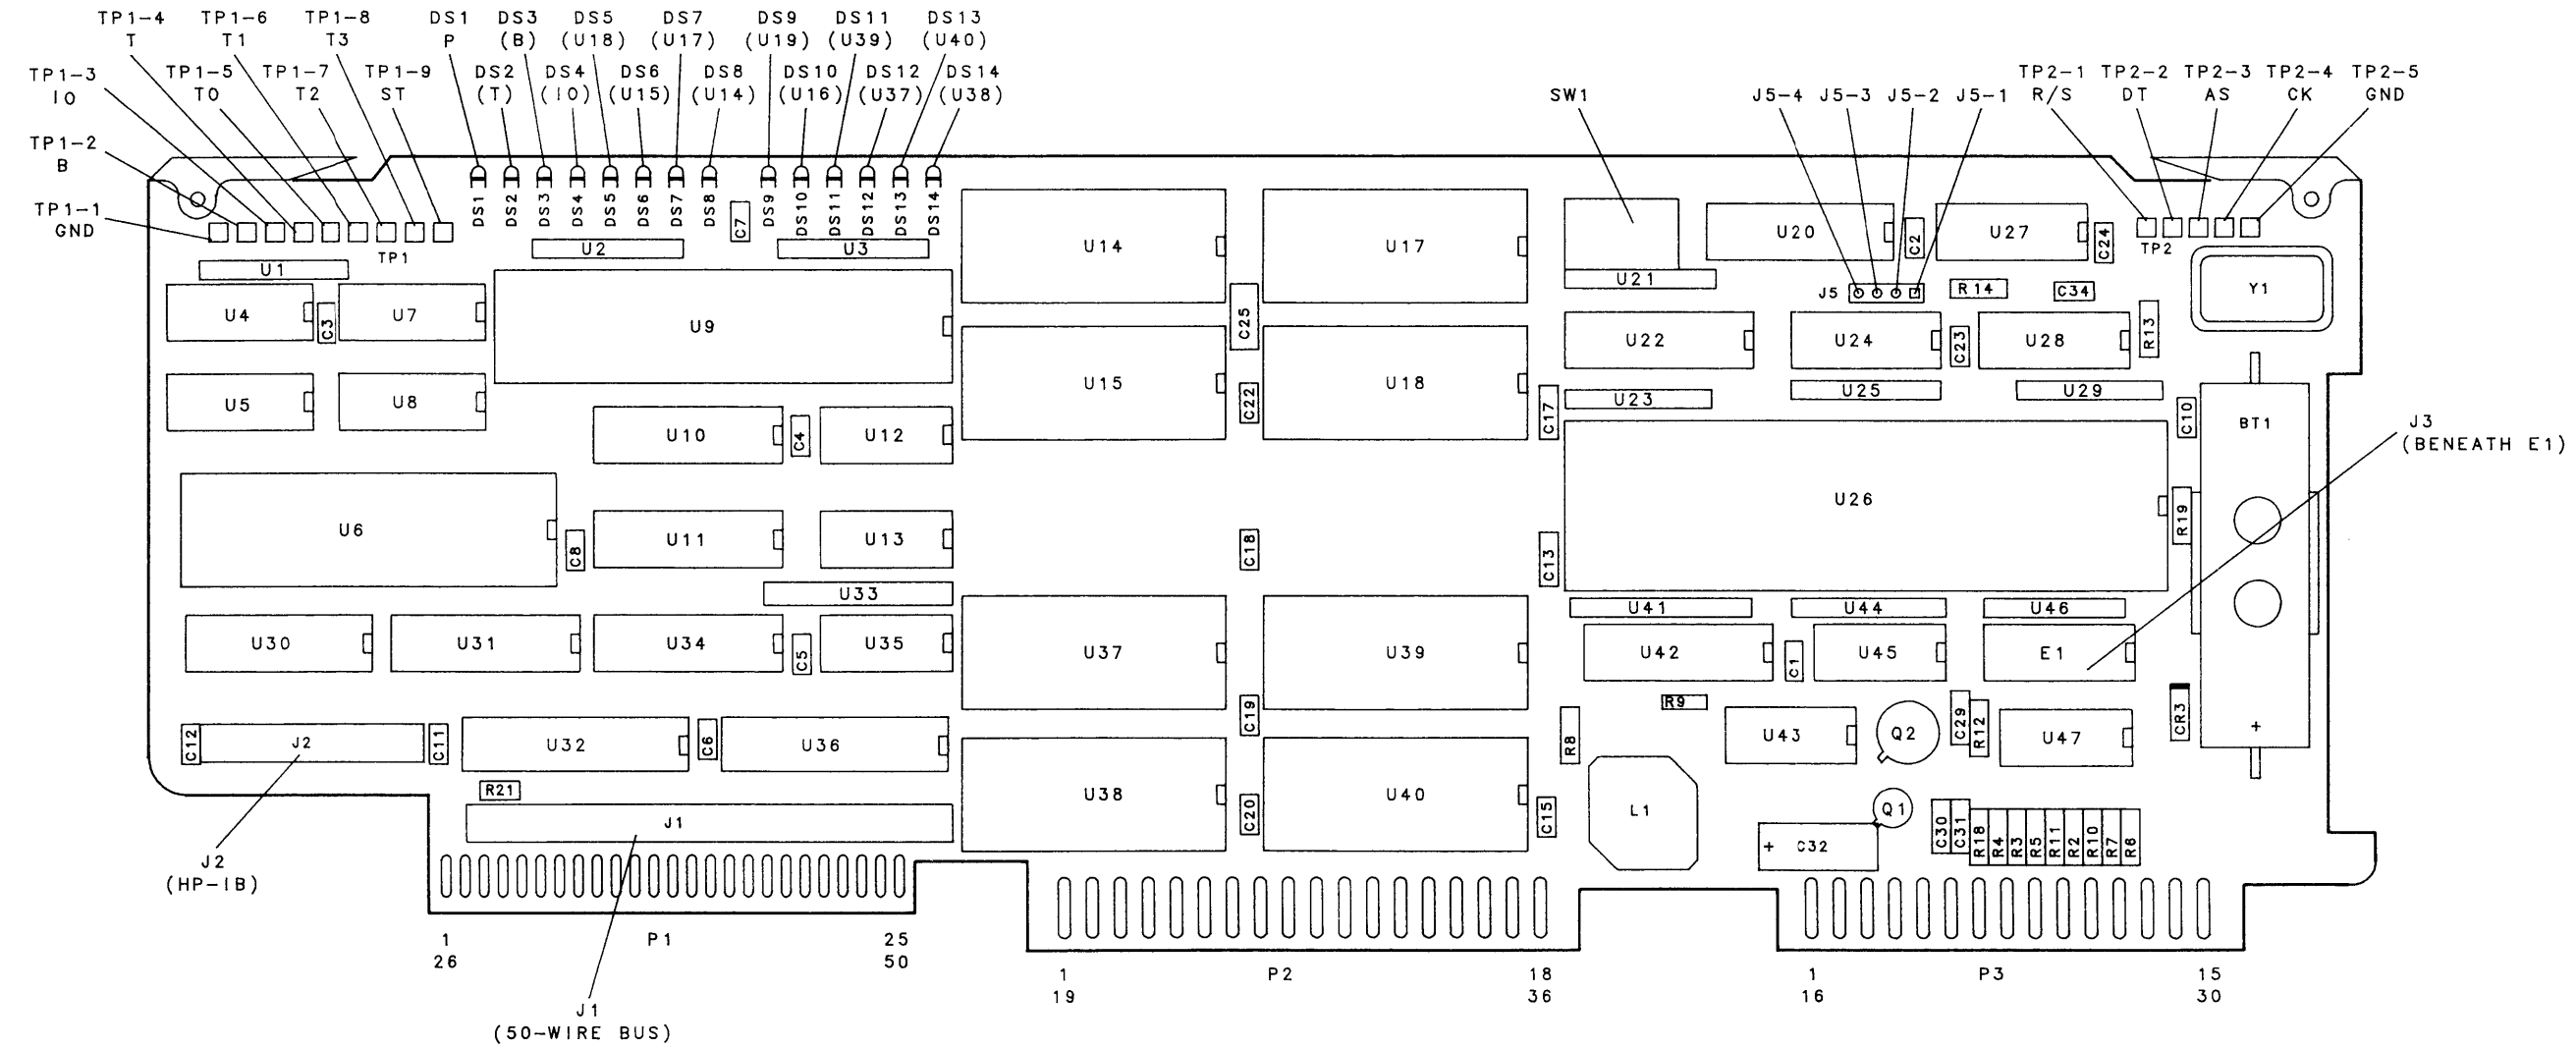 TP1-4 TP1-6 TP1-8 DS1 DS3 DS5 DS7 DS9 DS11 DS13
T T1 T3 P (B) (U18) (U17) (U19) (U39) (U40)
TP1-3 TP1-5 TP1-7 TP1-9 DS2 DS4 DS6 DS8 DS10 DS12 DS14
IO T0 T2 ST (T) (IO) (U15) (U14) (U16) (U37) (U38)
TP2-1 TP2-2 TP2-3 TP2-4 TP2-5
R/S DT AS CK GND
SW1 J5-4 J5-3 J5-2 J5-1
TP1-2
B
TP1-1
GND
DS1 DS2 DS3 DS4 DS5 DS6 DS7 DS8 C7 DS9 DS10 DS11 DS12 DS13 DS14
TP1 U2 U3 U14 U17 U20 C2 U27 C24 TP2
U1 U21
J5 R14 C34 Y1
U4 C3 U7 U9 C25 U22 U24 C23 U28 R13
U15 C22 U18 C17 U23 U25 U29 C10 BT1
U5 U8
U10 C4 U12
J3
(BENEATH E1)
U6 C8 U11 U13 C18 C13 U26 R19
U33 U41 U44 U46
U30 U31 U34 C5 U35 U37 U39 U42 C1 U45 E1
R9 C19 R8 C29 R12 CR3
C12 J2 C11 U32 C6 U36 U43 Q2 U47 +
R21 U38 C20 U40 C15 L1 Q1
J1 + C32 C30 C31 R18 R4 R3 R5 R11 R2 R10 R7 R6
J2
(HP-IB)
1 P1 25
26 50
1 P2 18
19 36
1 P3 15
16 30
J1
(50-WIRE BUS)